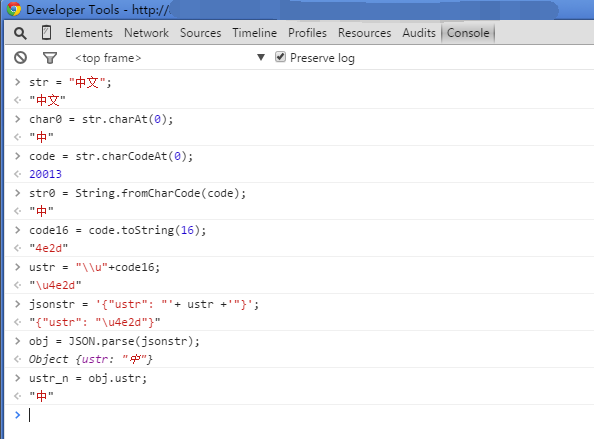 Developer Tools - http://
Elements Network Sources Timeline Profiles Resources Audits Console
<top frame> ▼ Preserve log
> str = "中文";
< "中文"
> char0 = str.charAt(0);
< "中"
> code = str.charCodeAt(0);
< 20013
> str0 = String.fromCharCode(code);
< "中"
> code16 = code.toString(16);
< "4e2d"
> ustr = "\\u"+code16;
< "\u4e2d"
> jsonstr = '{"ustr": "'+ ustr +'"}';
< "{"ustr": "\u4e2d"}"
> obj = JSON.parse(jsonstr);
< Object {ustr: "中"}
> ustr_n = obj.ustr;
< "中"
>